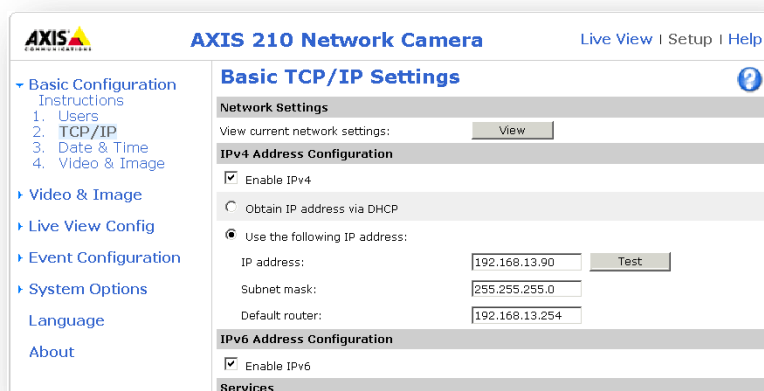 AXIS
COMMUNICATIONS
AXIS 210 Network Camera
Live View | Setup | Help
Basic Configuration
Instructions
1. Users
2. TCP/IP
3. Date & Time
4. Video & Image
Video & Image
Live View Config
Event Configuration
System Options
Language
About
Basic TCP/IP Settings
?
Network Settings
View current network settings: View
IPv4 Address Configuration
Enable IPv4
Obtain IP address via DHCP
Use the following IP address:
IP address: 192.168.13.90 Test
Subnet mask: 255.255.255.0
Default router: 192.168.13.254
IPv6 Address Configuration
Enable IPv6
Services